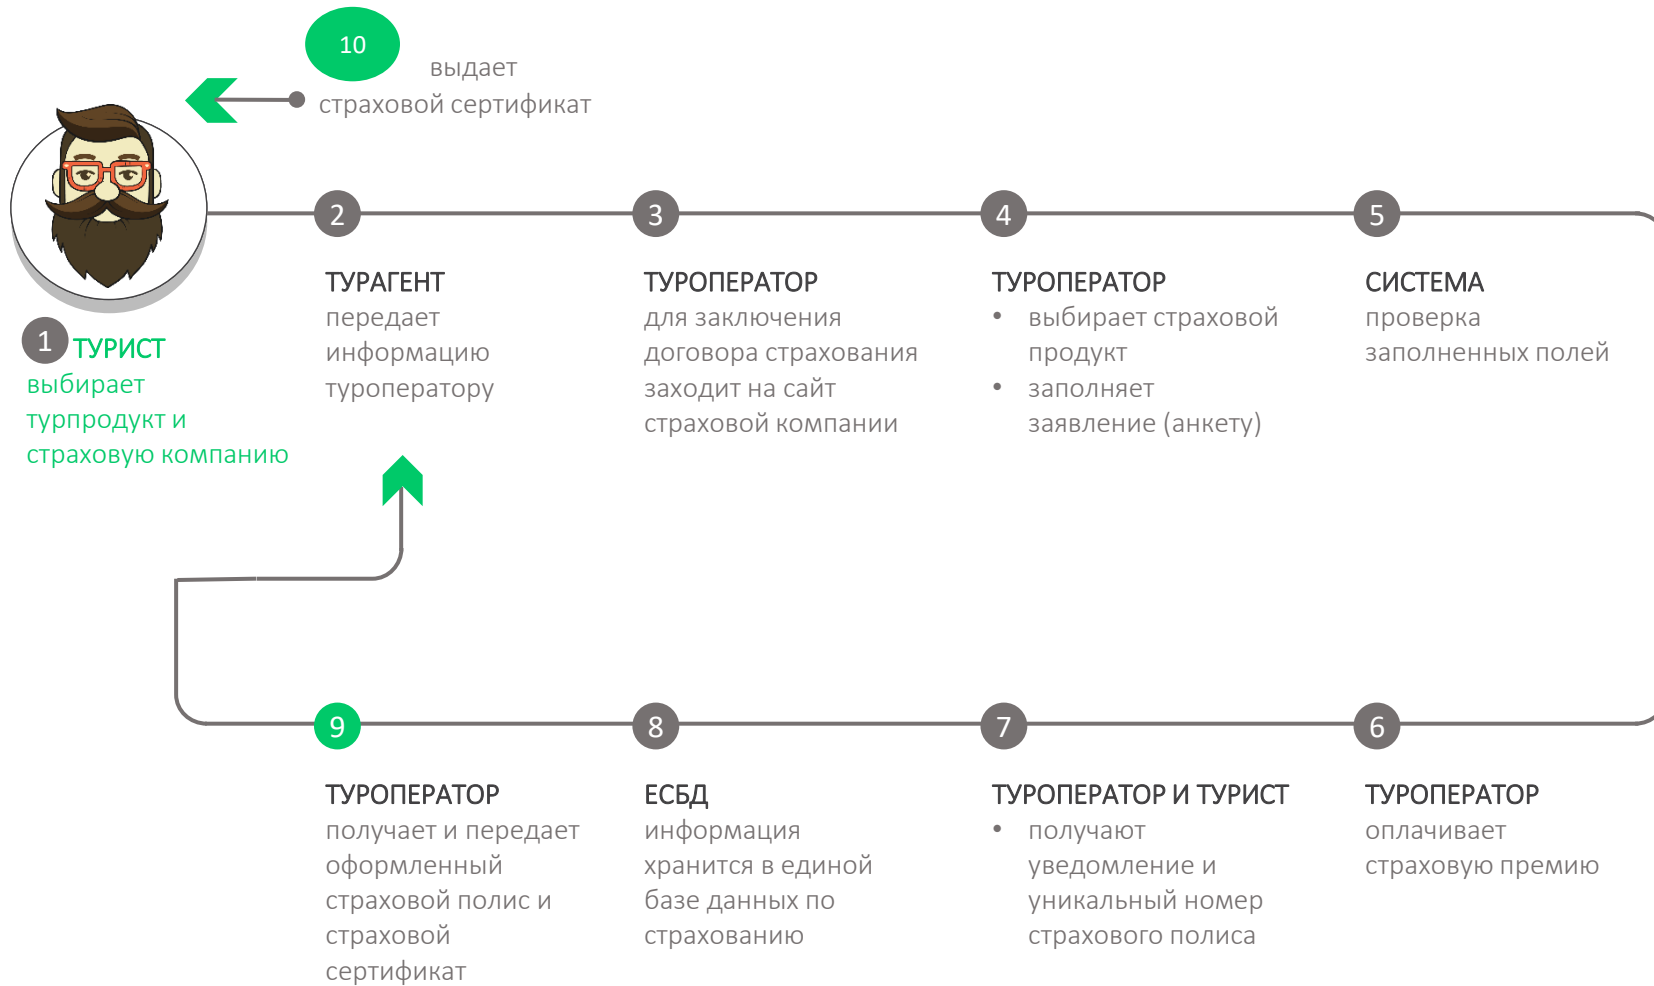 10
выдает
страховой сертификат
1 ТУРИСТ
выбирает
турпродукт и
страховую компанию
2
ТУРАГЕНТ
передает
информацию
туроператору
3
ТУРОПЕРАТОР
для заключения
договора страхования
заходит на сайт
страховой компании
4
ТУРОПЕРАТОР
• выбирает страховой
продукт
• заполняет
заявление (анкету)
5
СИСТЕМА
проверка
заполненных полей
6
ТУРОПЕРАТОР
оплачивает
страховую премию
7
ТУРОПЕРАТОР И ТУРИСТ
• получают
уведомление и
уникальный номер
страхового полиса
8
ЕСБД
информация
хранится в единой
базе данных по
страхованию
9
ТУРОПЕРАТОР
получает и передает
оформленный
страховой полис и
страховой
сертификат